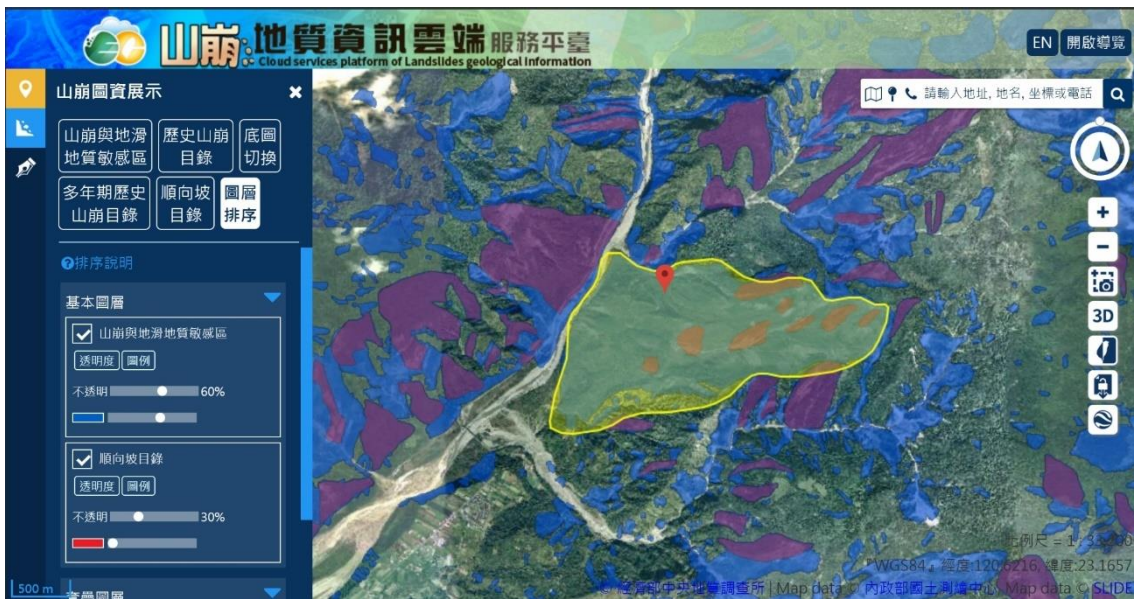 山崩地質資訊雲端服務平臺
Cloud services platform of Landslides geological Information
EN
開啟導覽
山崩圖資展示
請輸入地址, 地名, 坐標或電話
山崩與地滑
地質敏感區
歷史山崩
目錄
底圖
切換
多年期歷史
山崩目錄
順向坡
目錄
圖層
排序
排序說明
基本圖層
山崩與地滑地質敏感區
透明度
圖例
不透明
60%
順向坡目錄
透明度
圖例
不透明
30%
3D
比例尺 = 1 :
『WGS84』經度:120.6216, 緯度:23.1657
500 m
© 經濟部中央地質調查所 | Map data © 內政部國土測繪中心, Map data © SLIDE